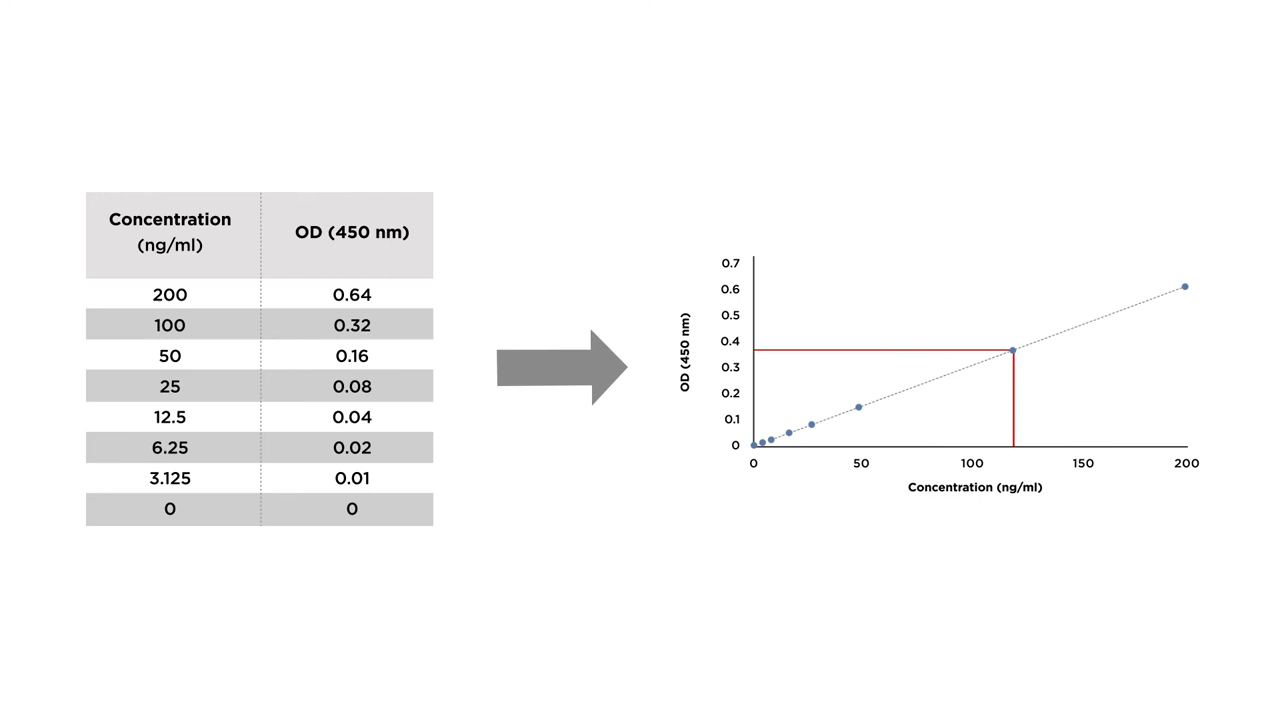 Concentration
(ng/ml)
OD (450 nm)
200 0.64
100 0.32
50 0.16
25 0.08
12.5 0.04
6.25 0.02
3.125 0.01
0 0
OD (450 nm)
0.7
0.6
0.5
0.4
0.3
0.2
0.1
0
0 50 100 150 200
Concentration (ng/ml)